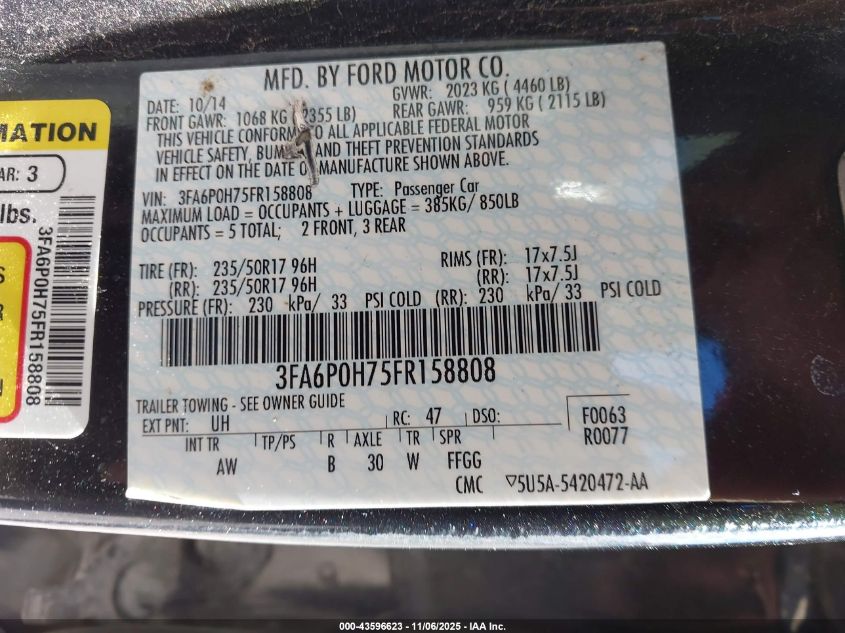 MATION
AR: 3
lbs.
S
R
N
3FA6P0H75FR158808
MFD. BY FORD MOTOR CO.
DATE: 10/14 GVWR: 2023 KG ( 4460 LB)
FRONT GAWR: 1068 KG (2355 LB) REAR GAWR: 959 KG ( 2115 LB)
THIS VEHICLE CONFORMS TO ALL APPLICABLE FEDERAL MOTOR
VEHICLE SAFETY, AND THEFT PREVENTION STANDARDS
IN EFFECT ON THE DATE OF MANUFACTURE SHOWN ABOVE.
VIN: 3FA6P0H75FR158808 TYPE: Passenger Car
MAXIMUM LOAD = OCCUPANTS + LUGGAGE = 385KG/ 850LB
OCCUPANTS = 5 TOTAL; 2 FRONT, 3 REAR
TIRE (FR): 235/50R17 96H RIMS (FR): 17x7.5J
(RR): 235/50R17 96H (RR): 17x7.5J
PRESSURE (FR): 230 kPa/ 33 PSI COLD (RR): 230 kPa/ 33 PSI COLD
3FA6P0H75FR158808
TRAILER TOWING - SEE OWNER GUIDE
EXT PNT: UH RC: 47 DSO: F0063
R0077
INT TR TP/PS R AXLE TR SPR
AW B 30 W FFGG
CMC ▽5U5A-5420472-AA
000-43596623 - 11/06/2025 - IAA Inc.